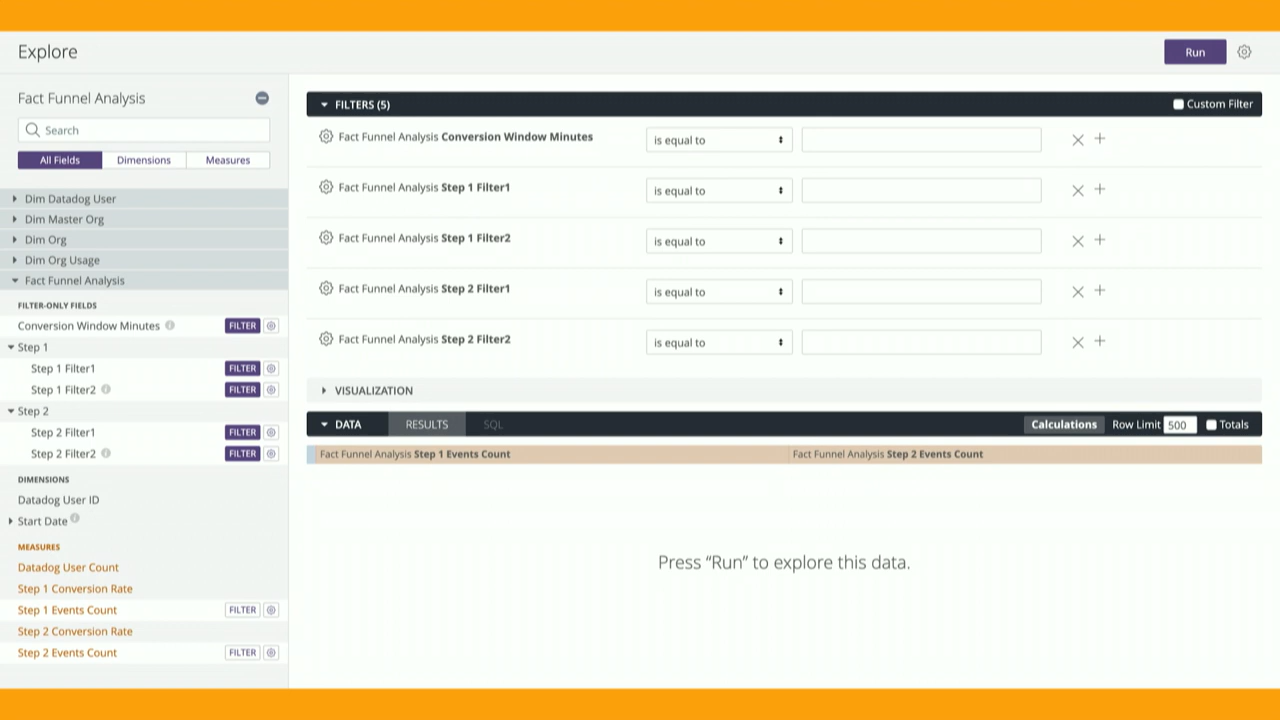 Explore
Run
Fact Funnel Analysis
Search
All Fields Dimensions Measures
Dim Datadog User
Dim Master Org
Dim Org
Dim Org Usage
Fact Funnel Analysis
FILTER-ONLY FIELDS
Conversion Window Minutes FILTER
Step 1
Step 1 Filter1 FILTER
Step 1 Filter2 FILTER
Step 2
Step 2 Filter1 FILTER
Step 2 Filter2 FILTER
DIMENSIONS
Datadog User ID
Start Date
MEASURES
Datadog User Count
Step 1 Conversion Rate
Step 1 Events Count FILTER
Step 2 Conversion Rate
Step 2 Events Count FILTER
FILTERS (5) Custom Filter
Fact Funnel Analysis Conversion Window Minutes is equal to
Fact Funnel Analysis Step 1 Filter1 is equal to
Fact Funnel Analysis Step 1 Filter2 is equal to
Fact Funnel Analysis Step 2 Filter1 is equal to
Fact Funnel Analysis Step 2 Filter2 is equal to
VISUALIZATION
DATA RESULTS SQL Calculations Row Limit 500 Totals
Fact Funnel Analysis Step 1 Events Count Fact Funnel Analysis Step 2 Events Count
Press “Run” to explore this data.